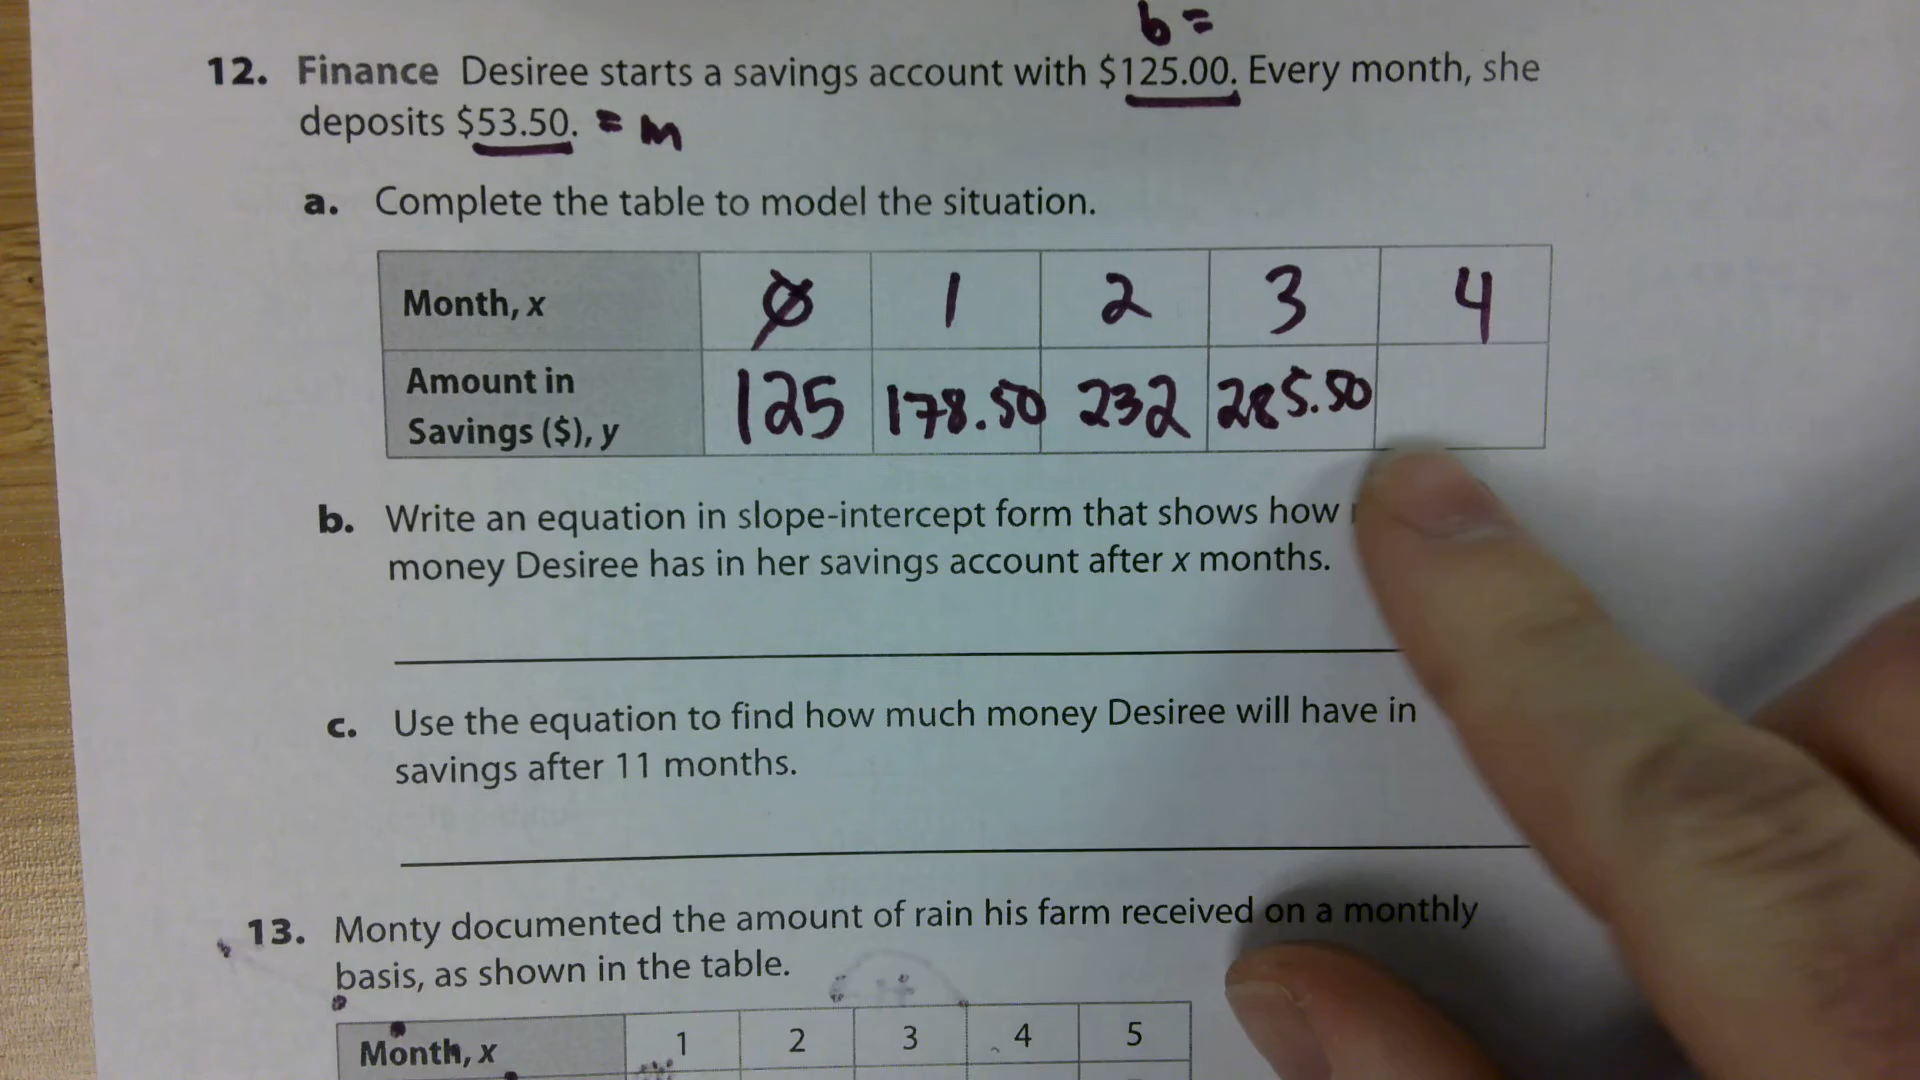 b =
12. Finance Desiree starts a savings account with $125.00. Every month, she
deposits $53.50. = m
a. Complete the table to model the situation.
Month, x 0 1 2 3 4
Amount in
Savings ($), y 125 178.50 232 285.50
b. Write an equation in slope-intercept form that shows how
money Desiree has in her savings account after x months.
c. Use the equation to find how much money Desiree will have in
savings after 11 months.
13. Monty documented the amount of rain his farm received on a monthly
basis, as shown in the table.
Month, x 1 2 3 4 5